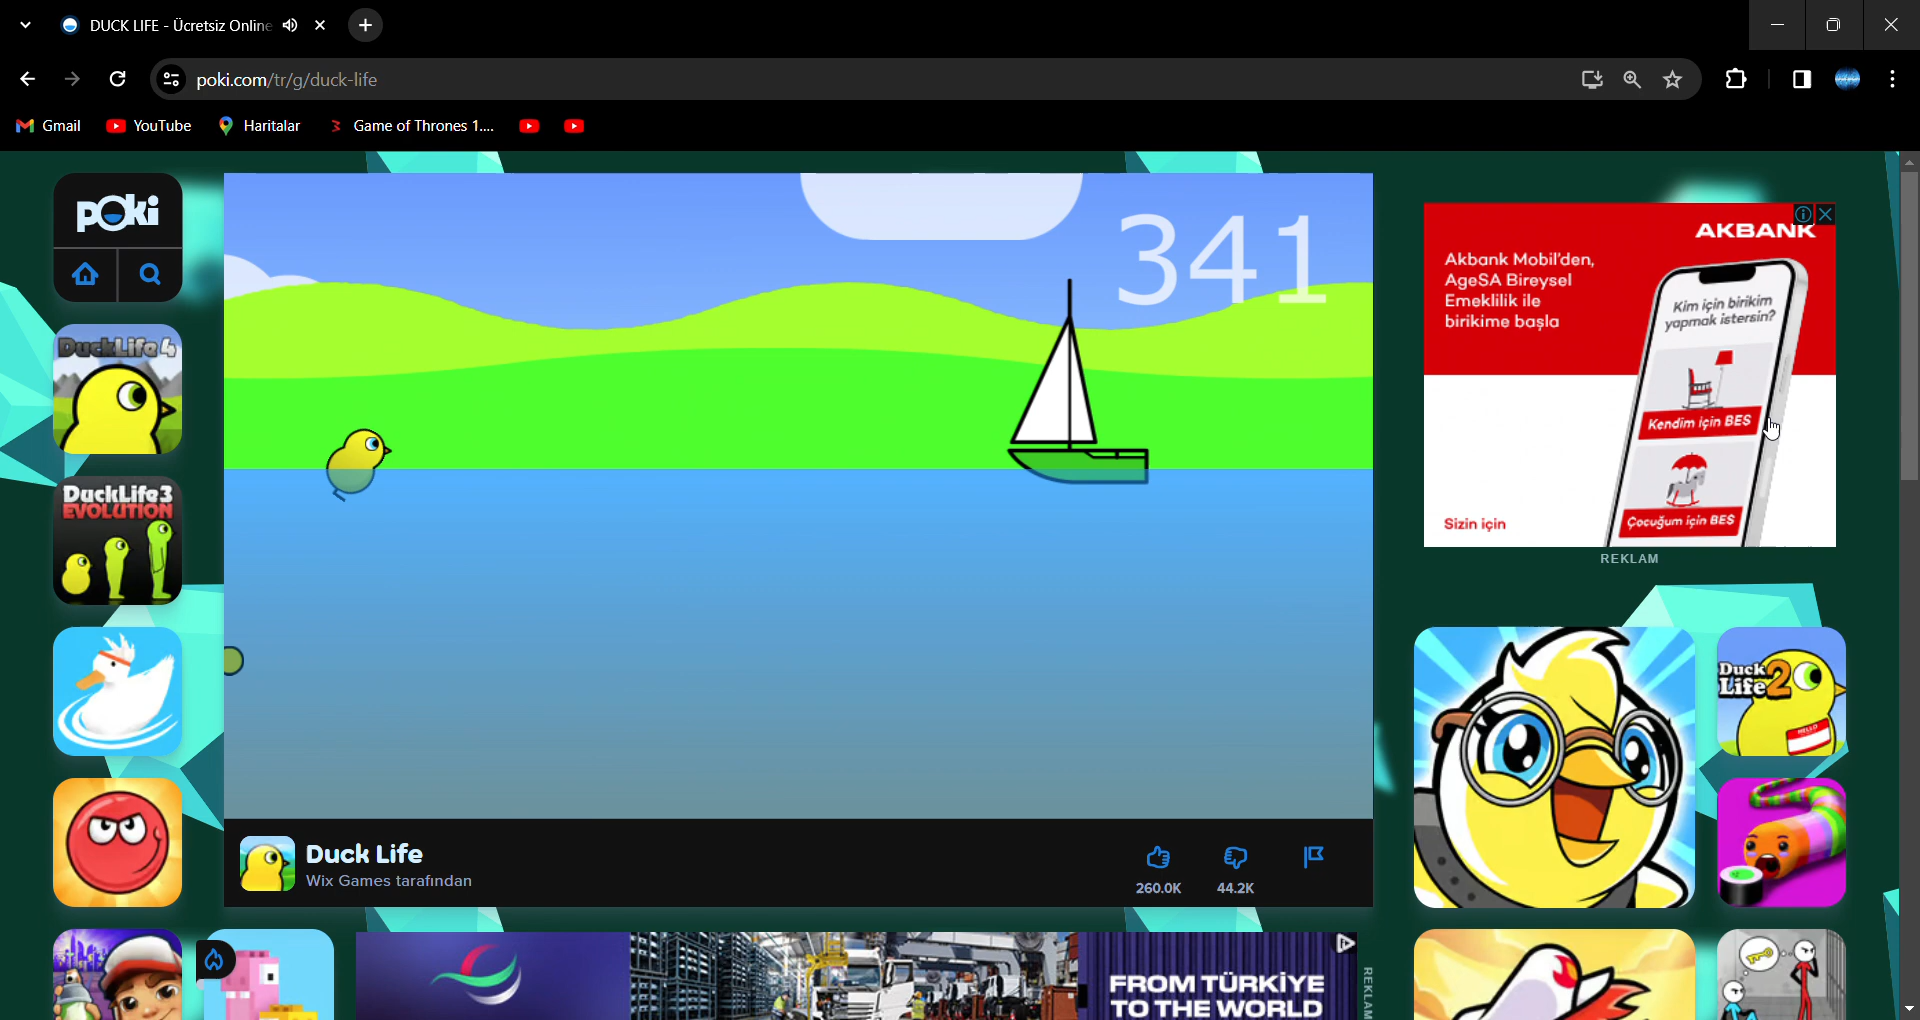 DUCK LIFE - Ücretsiz Online
poki.com/tr/g/duck-life
Gmail
YouTube
Haritalar
Game of Thrones 1....
poki
341
AKBANK
Akbank Mobil'den,
AgeSA Bireysel
Emeklilik ile
birikime başla
Kim için birikim
yapmak istersin?
Kendim için BES
Çocuğum için BES
Sizin için
REKLAM
DuckLife 4
DuckLife3
EVOLUTION
Duck
Life2
HELLO
Duck Life
Wix Games tarafından
260.0K
44.2K
FROM TÜRKİYE
TO THE WORLD
REKLAM